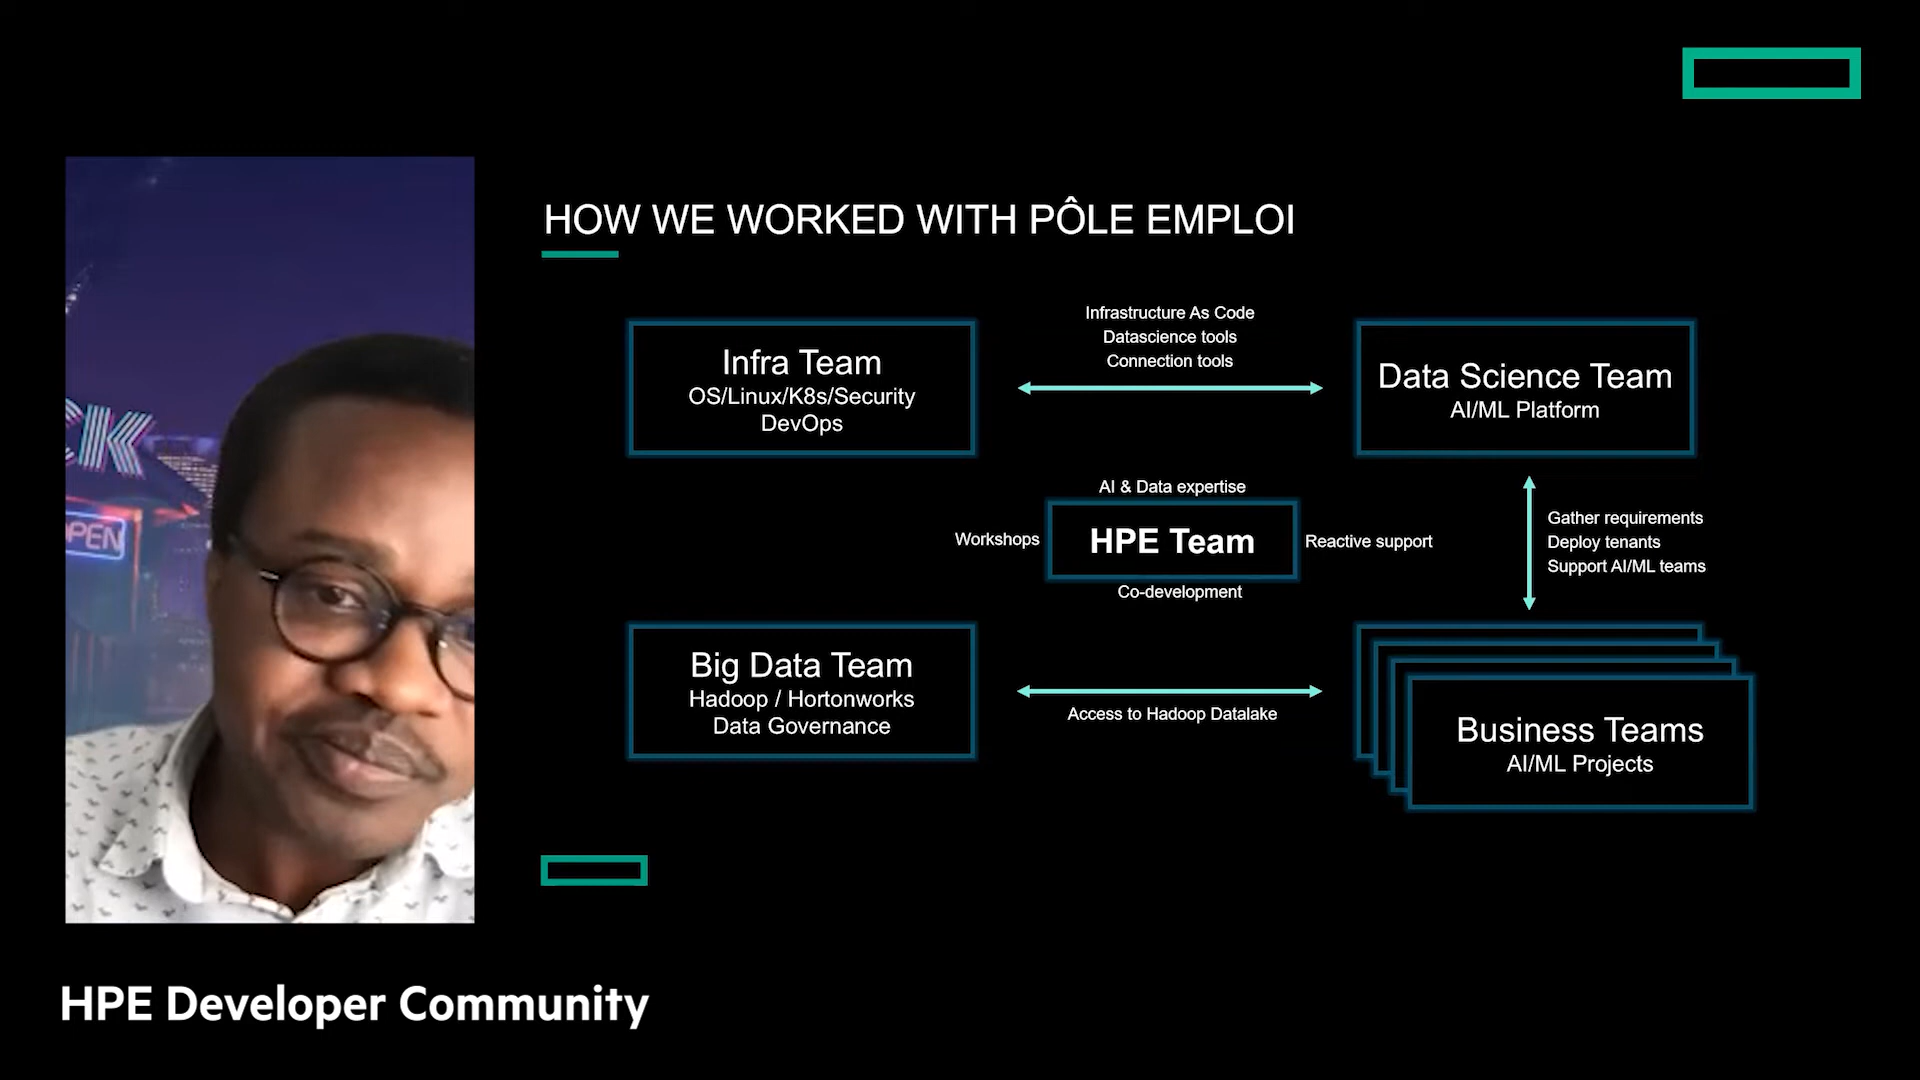 HOW WE WORKED WITH PÔLE EMPLOI
Infra Team
OS/Linux/K8s/Security
DevOps
Infrastructure As Code
Datascience tools
Connection tools
Data Science Team
AI/ML Platform
AI & Data expertise
Workshops
HPE Team
Reactive support
Co-development
Gather requirements
Deploy tenants
Support AI/ML teams
Big Data Team
Hadoop / Hortonworks
Data Governance
Access to Hadoop Datalake
Business Teams
AI/ML Projects
CK
OPEN
HPE Developer Community